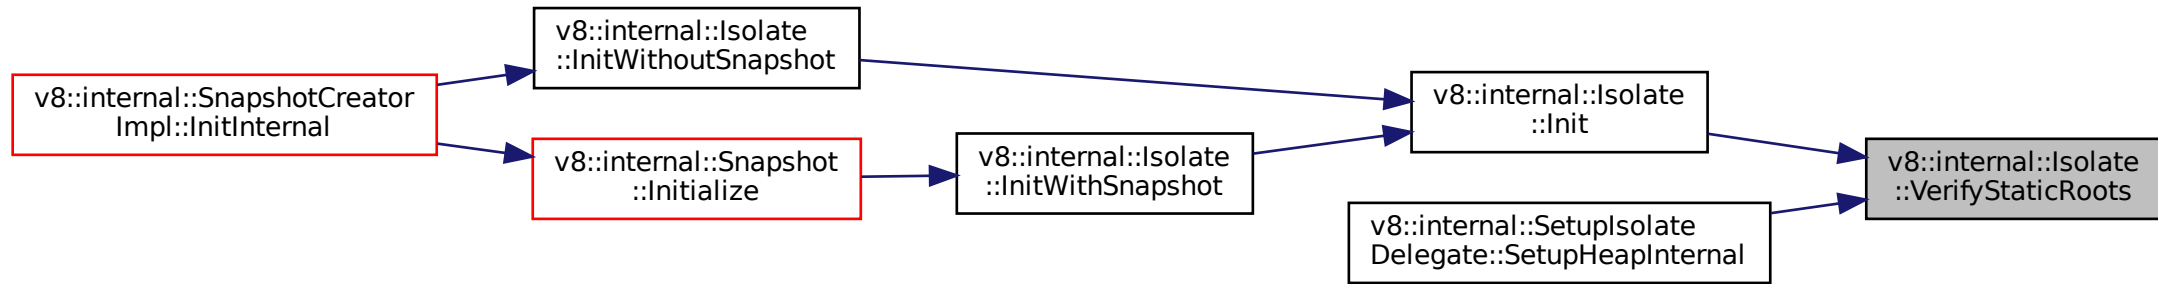 v8::internal::SnapshotCreator
Impl::InitInternal
v8::internal::Isolate
::InitWithoutSnapshot
v8::internal::Snapshot
::Initialize
v8::internal::Isolate
::InitWithSnapshot
v8::internal::Isolate
::Init
v8::internal::SetupIsolate
Delegate::SetupHeapInternal
v8::internal::Isolate
::VerifyStaticRoots